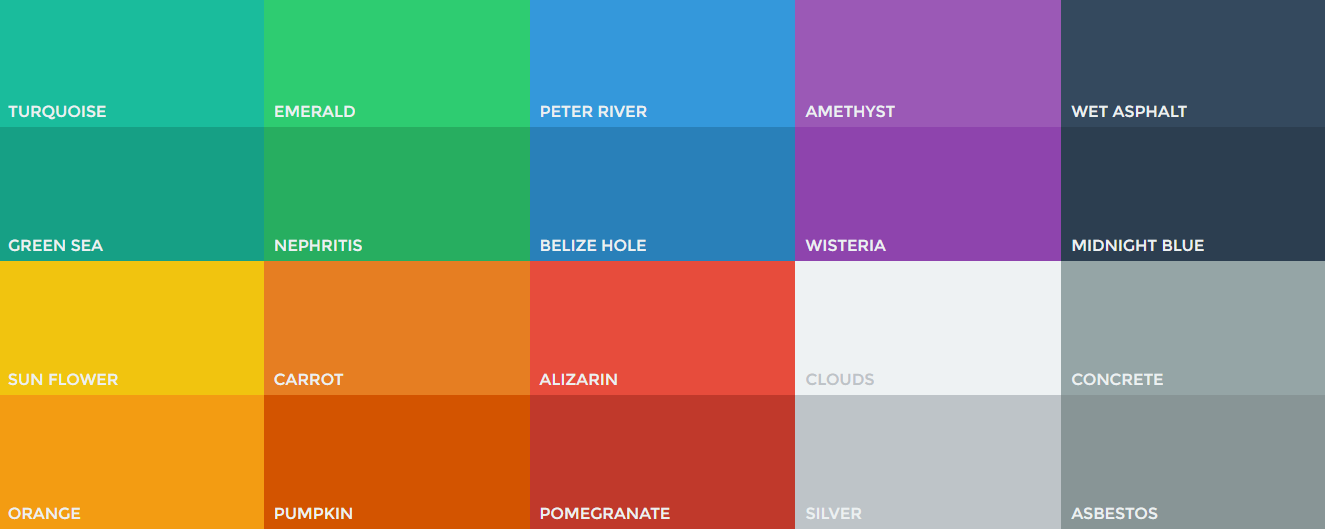 TURQUOISE
EMERALD
PETER RIVER
AMETHYST
WET ASPHALT
GREEN SEA
NEPHRITIS
BELIZE HOLE
WISTERIA
MIDNIGHT BLUE
SUN FLOWER
CARROT
ALIZARIN
CLOUDS
CONCRETE
ORANGE
PUMPKIN
POMEGRANATE
SILVER
ASBESTOS